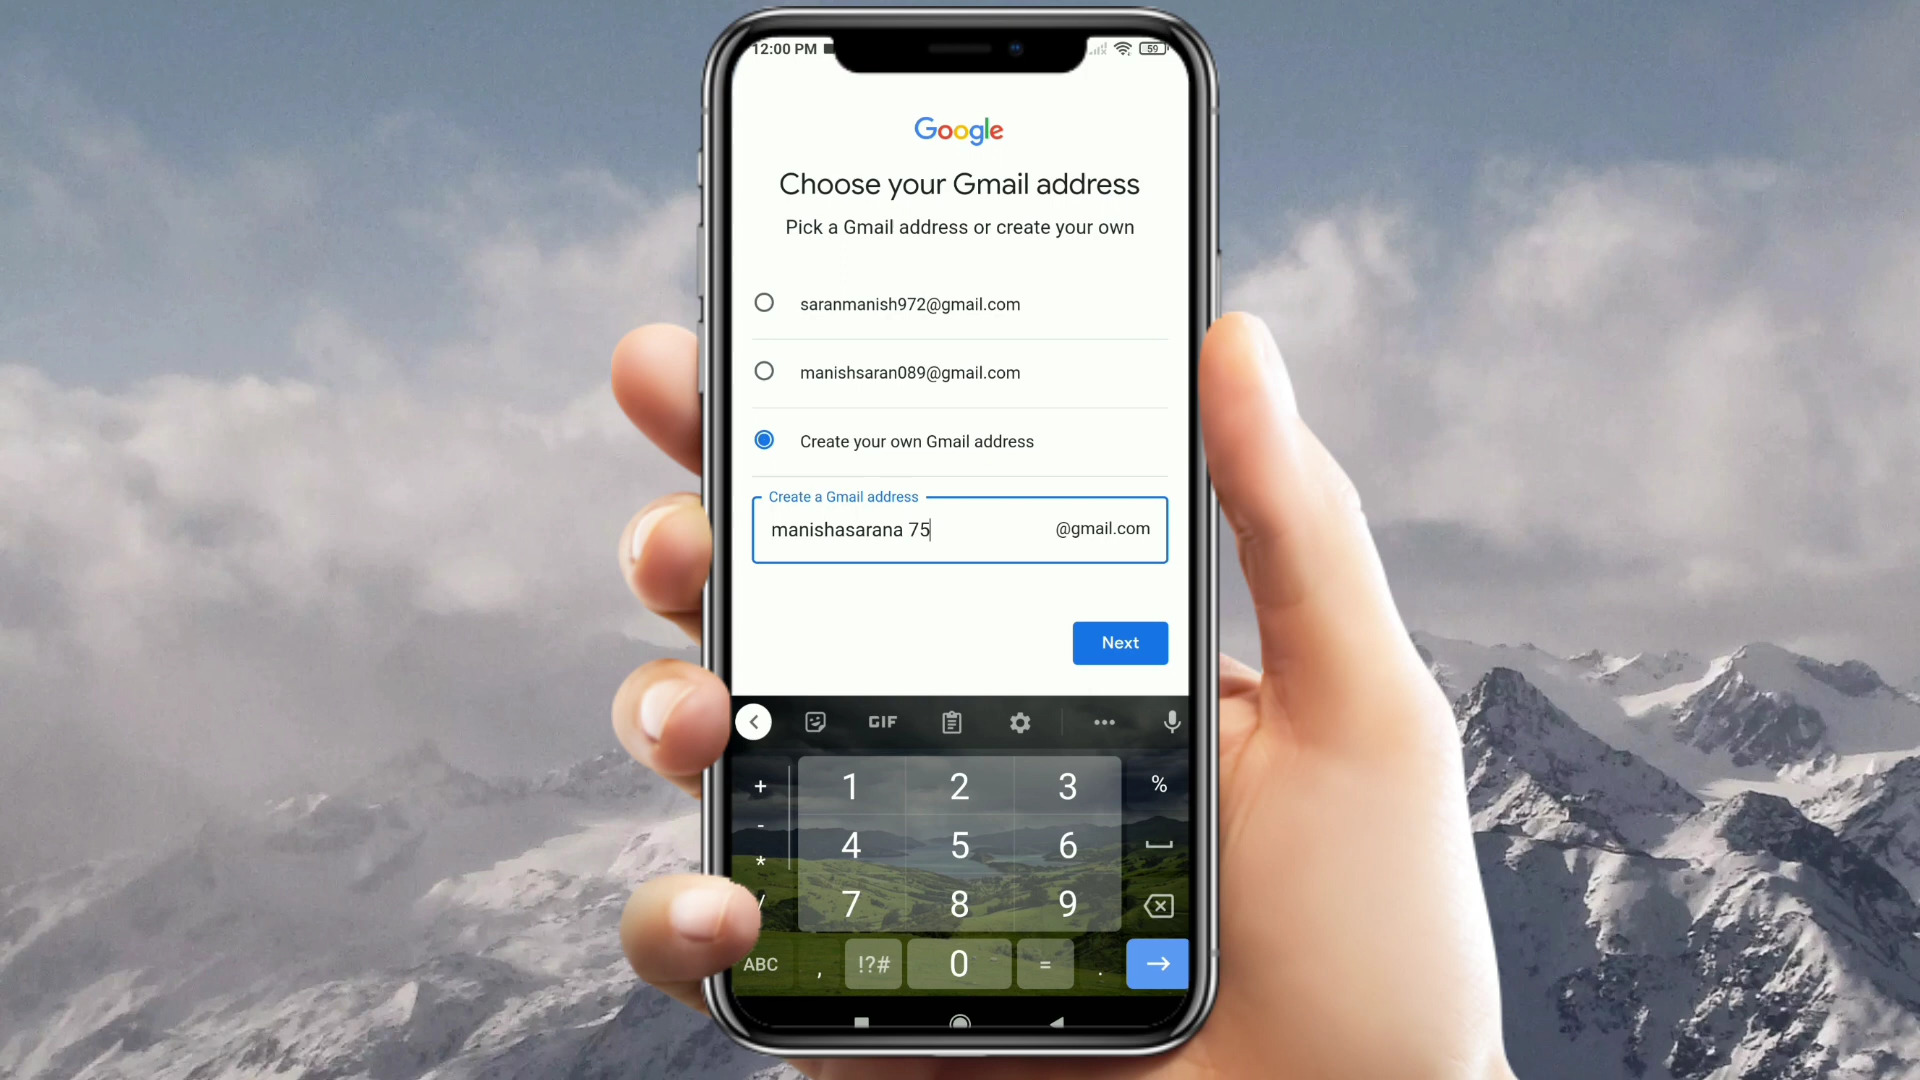 12:00 PM
59
Google
Choose your Gmail address
Pick a Gmail address or create your own
saranmanish972@gmail.com
manishsaran089@gmail.com
Create your own Gmail address
Create a Gmail address
manishasarana 75
@gmail.com
Next
GIF
+ 1 2 3 %
-
4 5 6
*
/ 7 8 9
ABC , !?# 0 = .